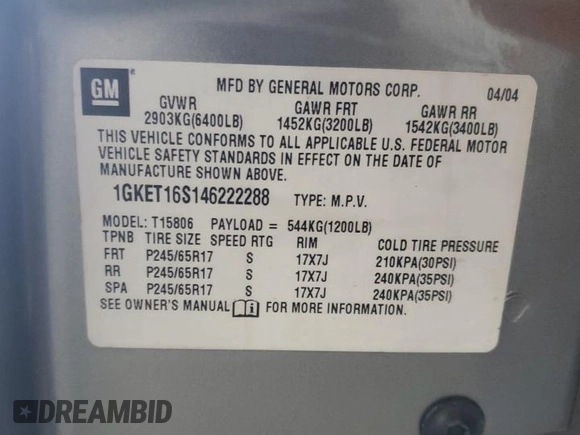 GM
MFD BY GENERAL MOTORS CORP. 04/04
GVWR GAWR FRT GAWR RR
2903KG(6400LB) 1452KG(3200LB) 1542KG(3400LB)
THIS VEHICLE CONFORMS TO ALL APPLICABLE U.S. FEDERAL MOTOR
VEHICLE SAFETY STANDARDS IN EFFECT ON THE DATE OF
MANUFACTURE SHOWN ABOVE.
1GKET16S146222288 TYPE: M.P.V.
MODEL: T15806 PAYLOAD = 544KG(1200LB)
TPNB TIRE SIZE SPEED RTG RIM COLD TIRE PRESSURE
FRT P245/65R17 S 17X7J 210KPA(30PSI)
RR P245/65R17 S 17X7J 240KPA(35PSI)
SPA P245/65R17 S 17X7J 240KPA(35PSI)
SEE OWNER'S MANUAL FOR MORE INFORMATION.
DREAMBID